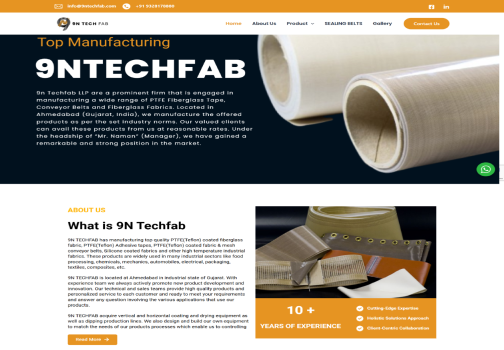 info@9ntechfab.com +91 9328179890
9N TECH FAB
Home About Us Product SEALING BELTS Gallery Contact Us
Top Manufacturing
9NTECHFAB
9n Techfab LLP are a prominent firm that is engaged in
manufacturing a wide range of PTFE Fiberglass Tape,
Conveyor Belts and Fiberglass Fabrics. Located in
Ahmedabad (Gujarat, India), we manufacture the offered
products as per the set industry norms. Our valued clients
can avail these products from us at reasonable rates. Under
the headship of "Mr. Naman" (Manager), we have gained a
remarkable and strong position in the market.
ABOUT US
What is 9N Techfab
9N TECHFAB has manufacturing top quality PTFE(Teflon) coated fiberglass
fabric, PTFE(Teflon) Adhesive tapes, PTFE(Teflon) coated fabric & mesh
conveyor belts, Silicone coated fabrics and other high temperature industrial
fabrics. These products are widely used in many industrial sectors like food
processing, chemicals, mechanics, automobiles, electrical, packaging,
textiles, composites, etc.
9N TECHFAB is located at Ahmedabad in industrial state of Gujarat. With
experience team we always actively promote new product development and
innovation. Our technical and sales teams provide high quality products and
personalized service to each customer and ready to meet your requirements
and answer any question involving the various applications that use our
products.
9N TECHFAB acquire vertical and horizontal coating and drying equipment as
well as dipping production lines. We also design and build our own equipment
to match the needs of our products processes which enable us to controlling
Read More
10 +
YEARS OF EXPERIENCE
Cutting-Edge Expertise
Holistic Solutions Approach
Client-Centric Collaboration